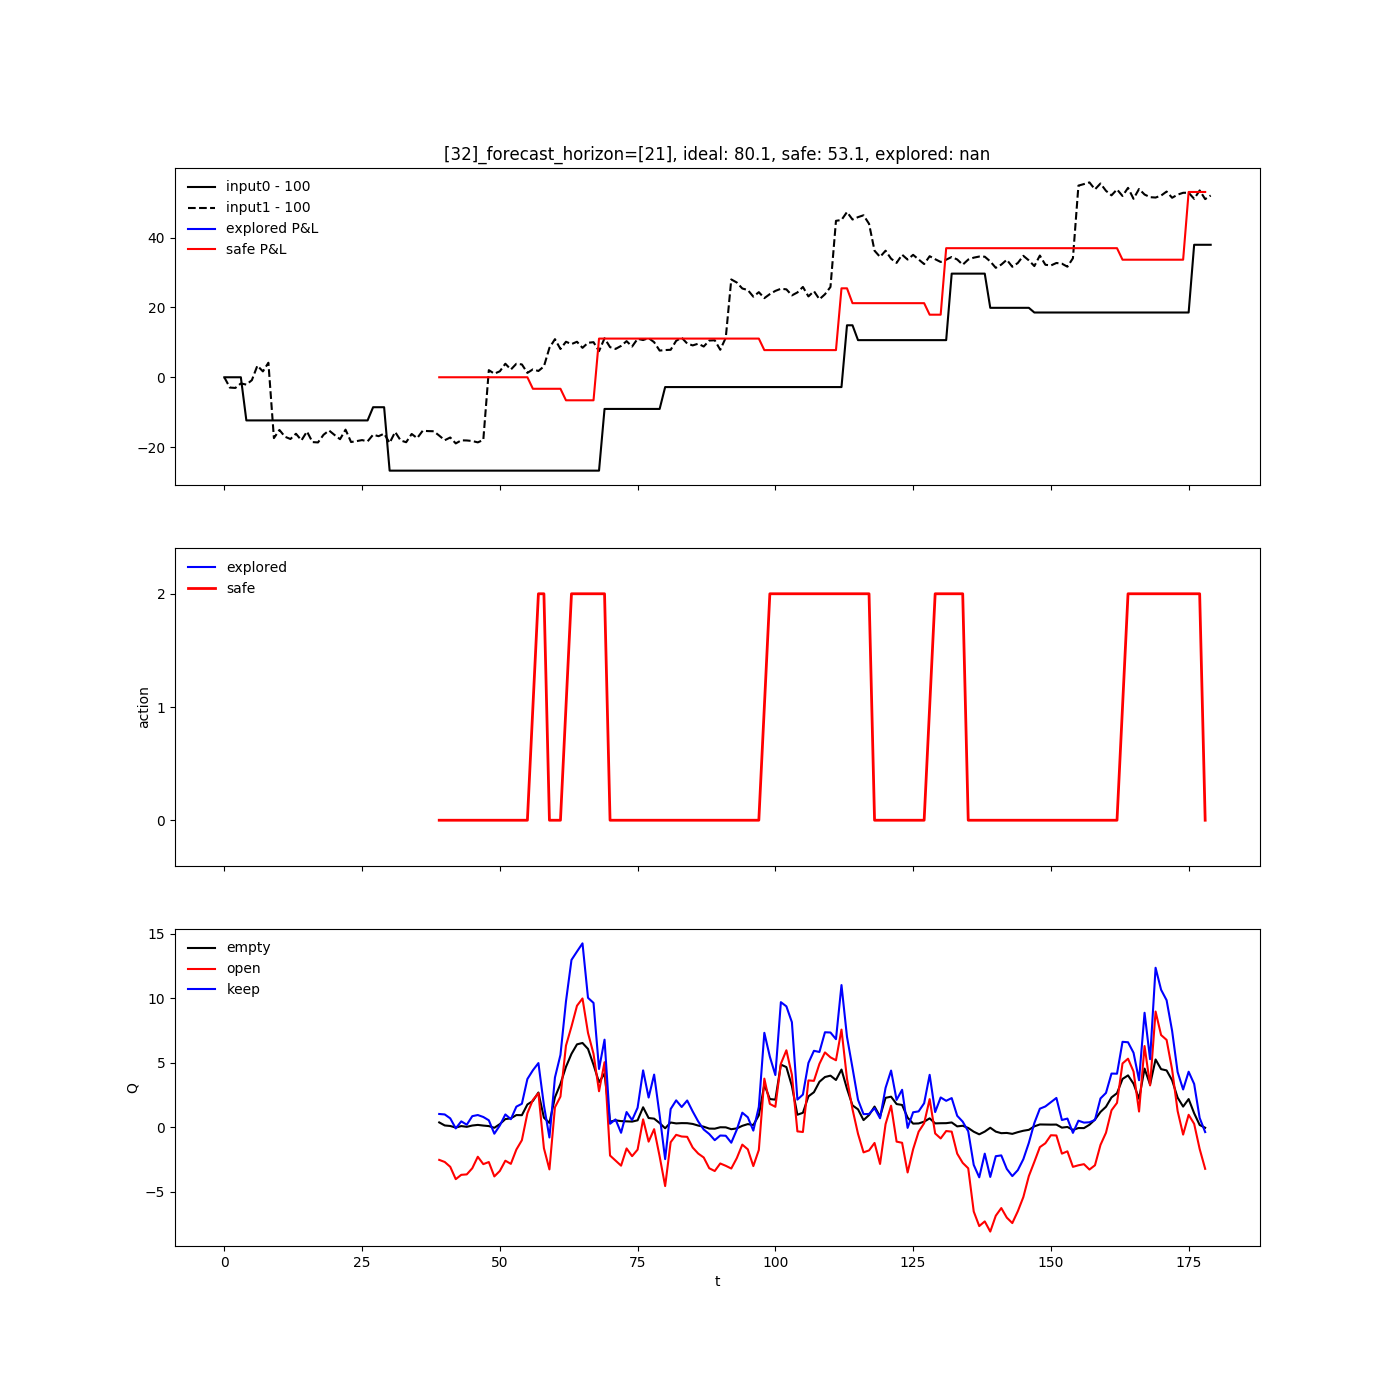 [32]_forecast_horizon=[21], ideal: 80.1, safe: 53.1, explored: nan
input0 - 100
input1 - 100
explored P&L
safe P&L
40
20
0
−20
explored
safe
2
1
0
action
empty
open
keep
15
10
5
0
−5
Q
0 25 50 75 100 125 150 175
t